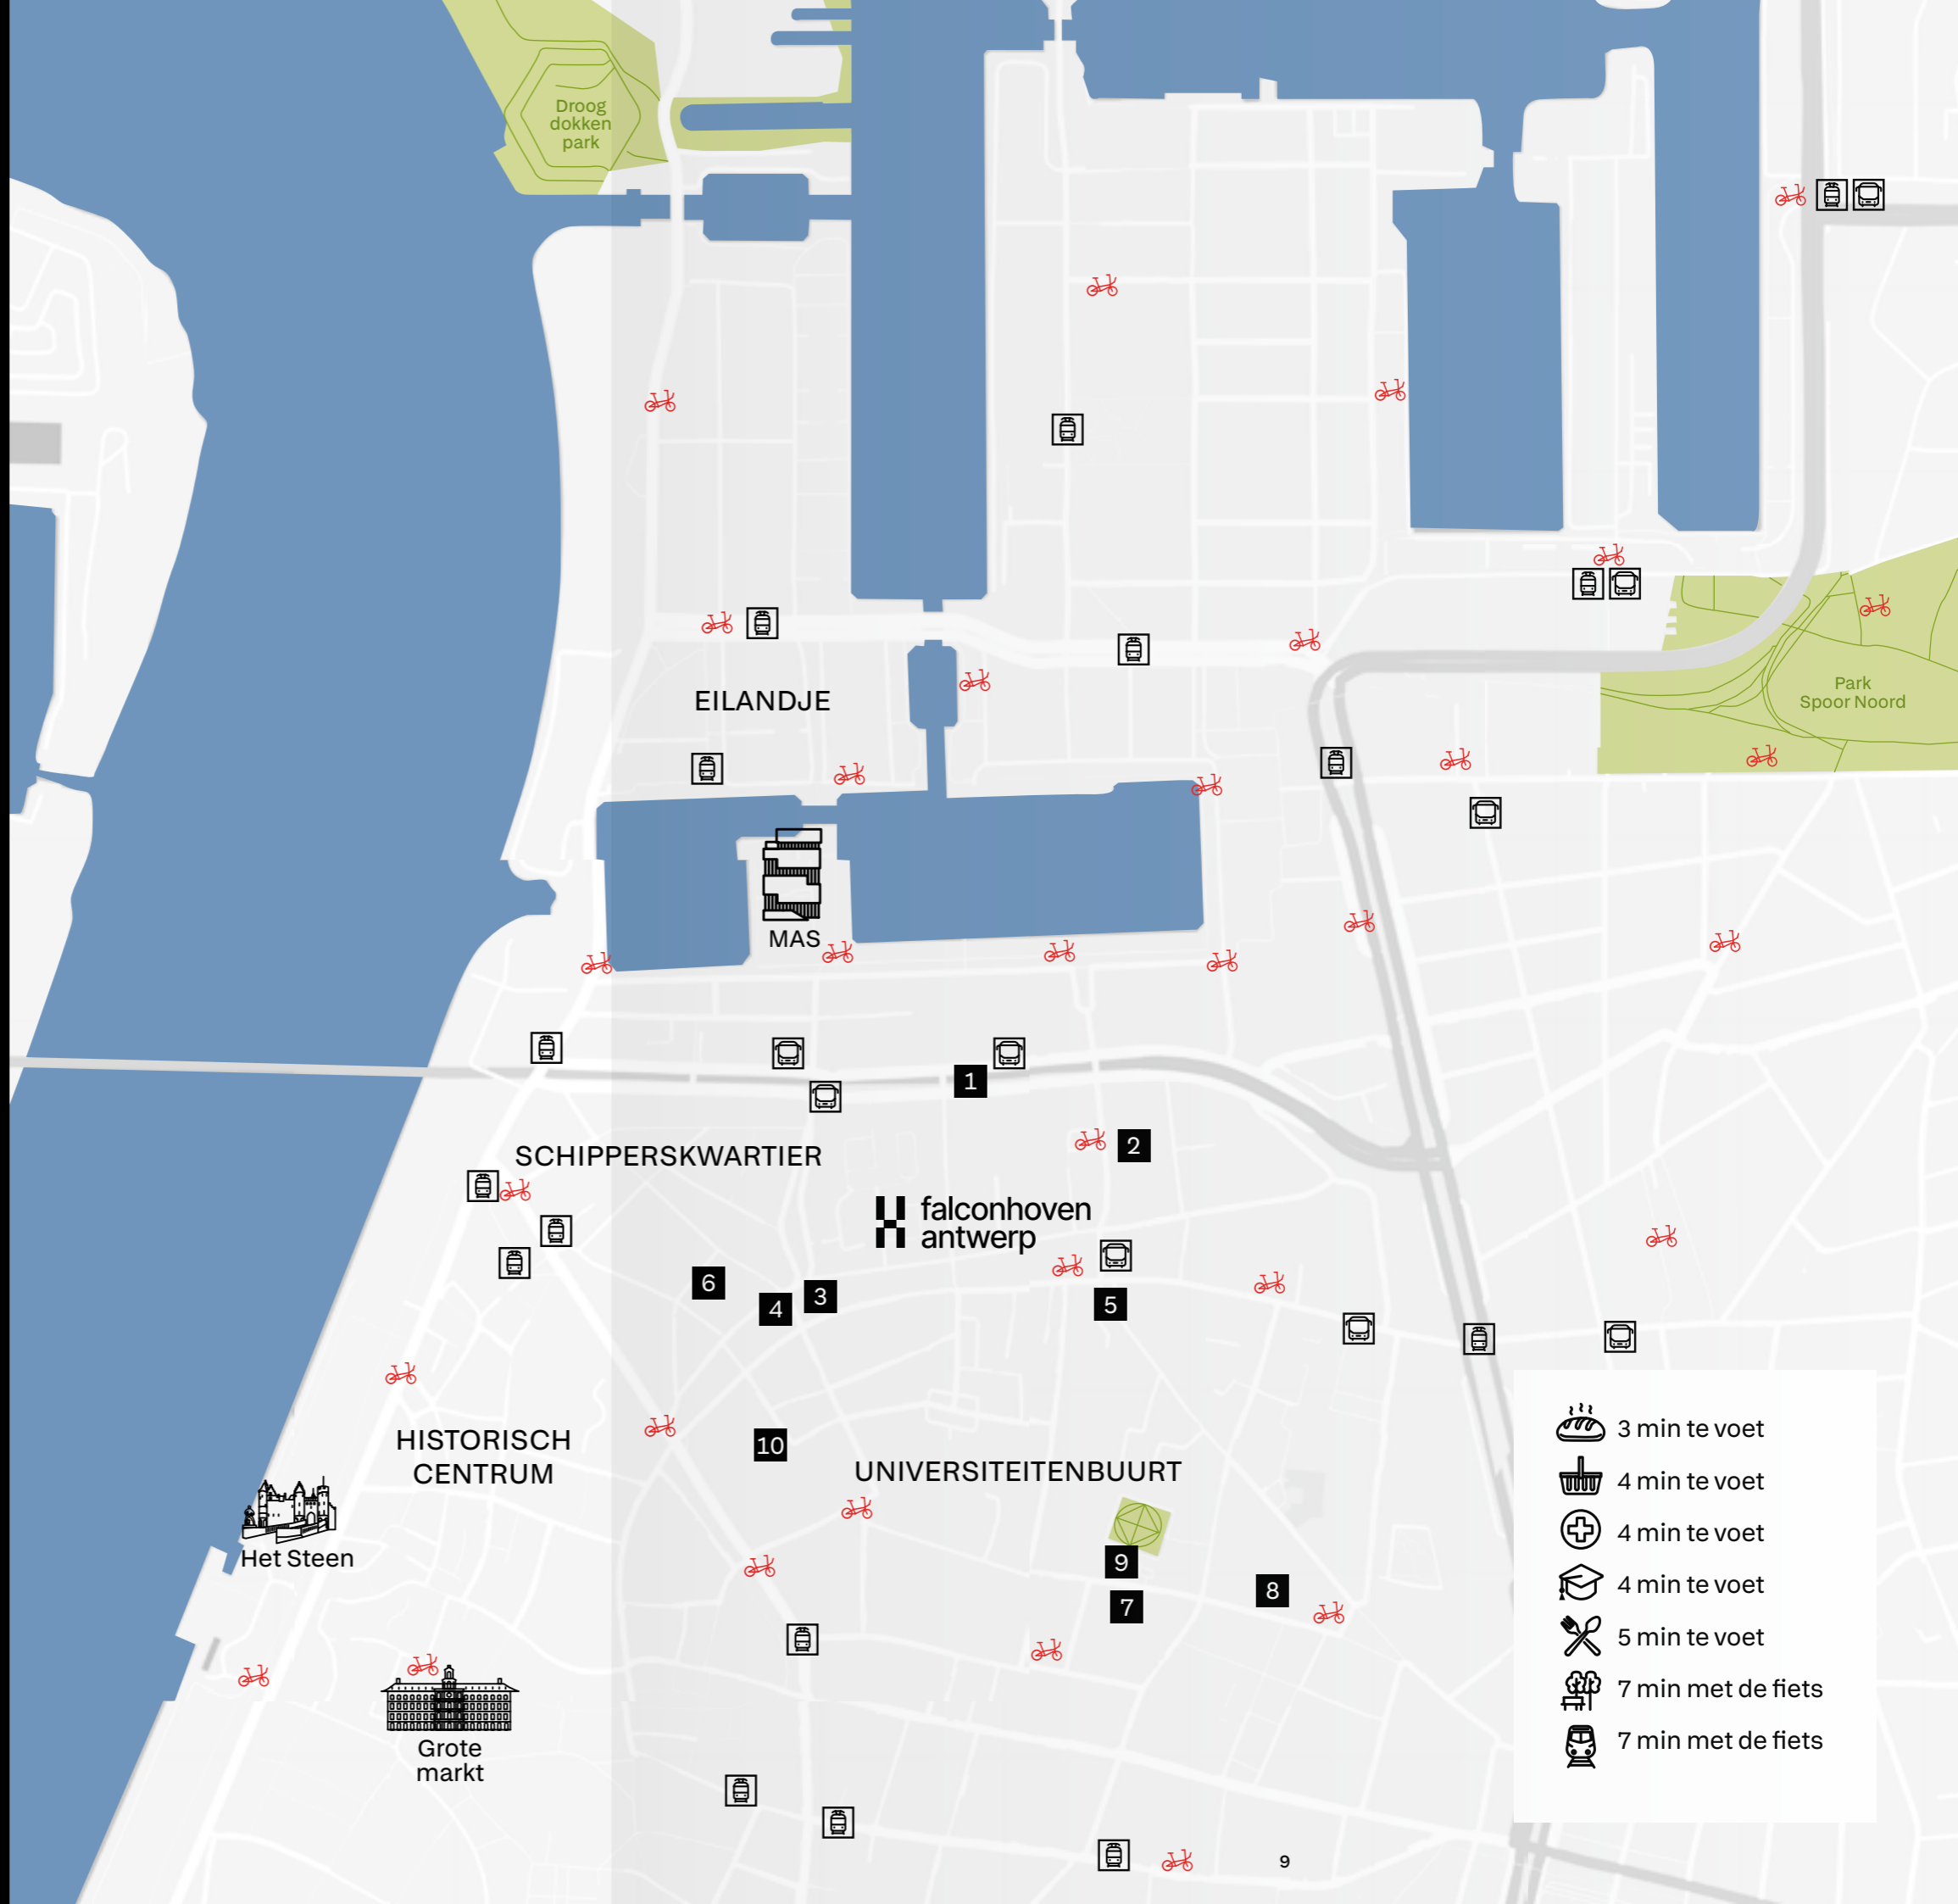 Droog
dokken
park
EILANDJE
Park
Spoor Noord
MAS
1
2
SCHIPPERSKWARTIER
falconhoven
antwerp
6
4
3
5
HISTORISCH
CENTRUM
10
UNIVERSITEITENBUURT
Het Steen
9
8
7
Grote
markt
3 min te voet
4 min te voet
4 min te voet
4 min te voet
5 min te voet
7 min met de fiets
7 min met de fiets
9